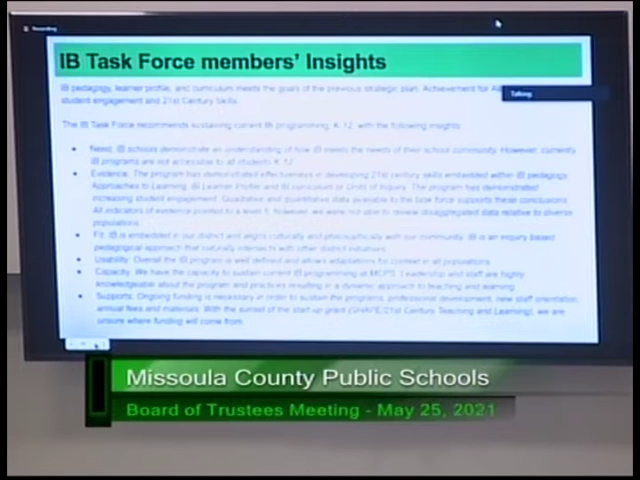 Recording
IB Task Force members' Insights
IB pedagogy, learner profile, and curriculum meets the goals of the previous strategic plan. Achievement for All
Talking:
student engagement and 21st Century Skills.
The IB Task Force recommends sustaining current IB programming, K-12, with the following insights
Need: IB schools demonstrate an understanding of how IB meets the needs of their school community. However, currently
IB programs are not accessible to all students K-12
Evidence: The program has demonstrated effectiveness in developing 21st century skills embedded within IB pedagogy
Approaches to Learning, IB Learner Profile and IB curriculum or Units of Inquiry. The program has demonstrated
increasing student engagement. Qualitative and quantitative data available to the task force supports these conclusions.
All indicators of evidence pointed to a level 1, however we were not able to review disaggregated data relative to diverse
populations.
Fit: IB is embedded in our district and aligns culturally and philosophically with our community. IB is an inquiry based
pedagogical approach that naturally intersects with other district initiatives.
Usability: Overall the IB program is well defined and allows adaptations for context in all populations.
Capacity: We have the capacity to sustain current IB programming at MCPS. Leadership and staff are highly
knowledgeable about the program and practices resulting in a dynamic approach to teaching and learning
Supports: Ongoing funding is necessary in order to sustain the programs, professional development, new staff orientation,
annual fees and materials. With the sunset of the start up grant (SHAPE/21st Century Teaching and Learning), we are
unsure where funding will come from.
Missoula County Public Schools
Board of Trustees Meeting - May 25, 2021